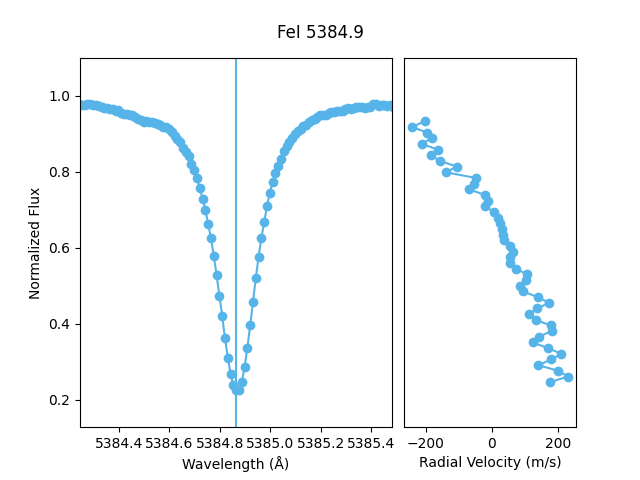 FeI 5384.9
Normalized Flux
1.0
0.8
0.6
0.4
0.2
5384.4 5384.6 5384.8 5385.0 5385.2 5385.4
Wavelength (Å)
−200 0 200
Radial Velocity (m/s)